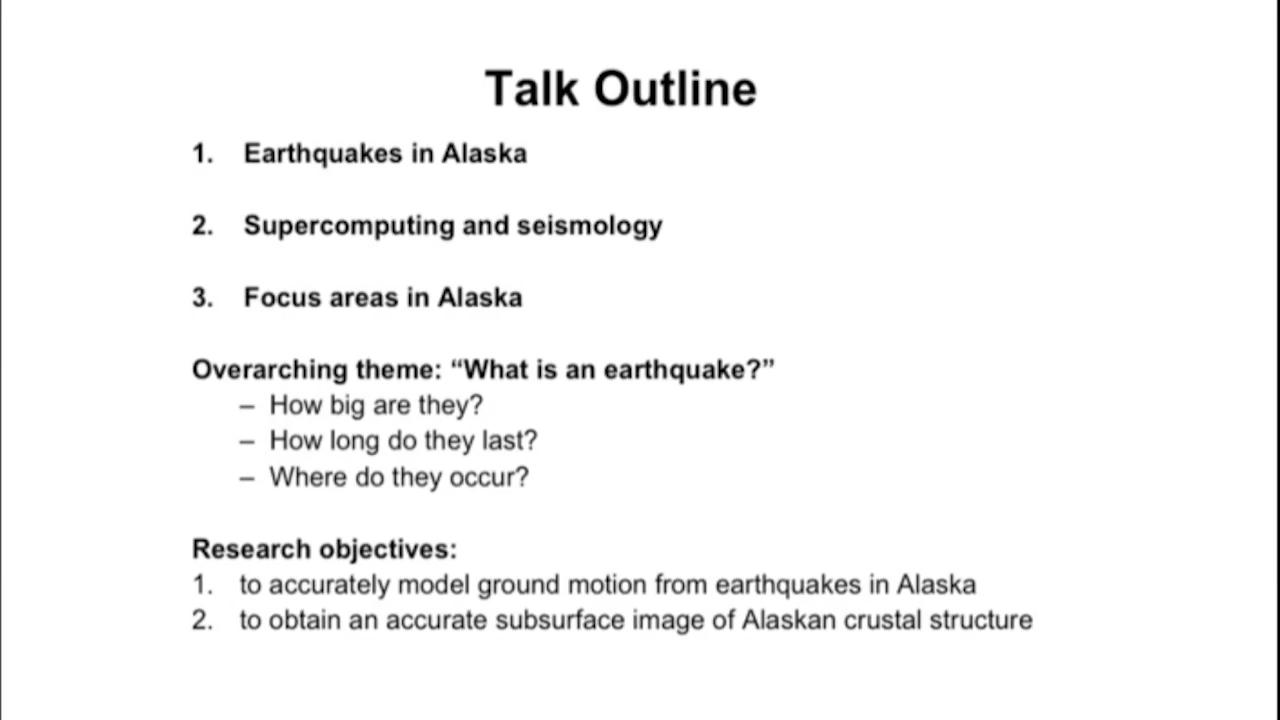 Talk Outline
1. Earthquakes in Alaska
2. Supercomputing and seismology
3. Focus areas in Alaska
Overarching theme: “What is an earthquake?”
– How big are they?
– How long do they last?
– Where do they occur?
Research objectives:
1. to accurately model ground motion from earthquakes in Alaska
2. to obtain an accurate subsurface image of Alaskan crustal structure